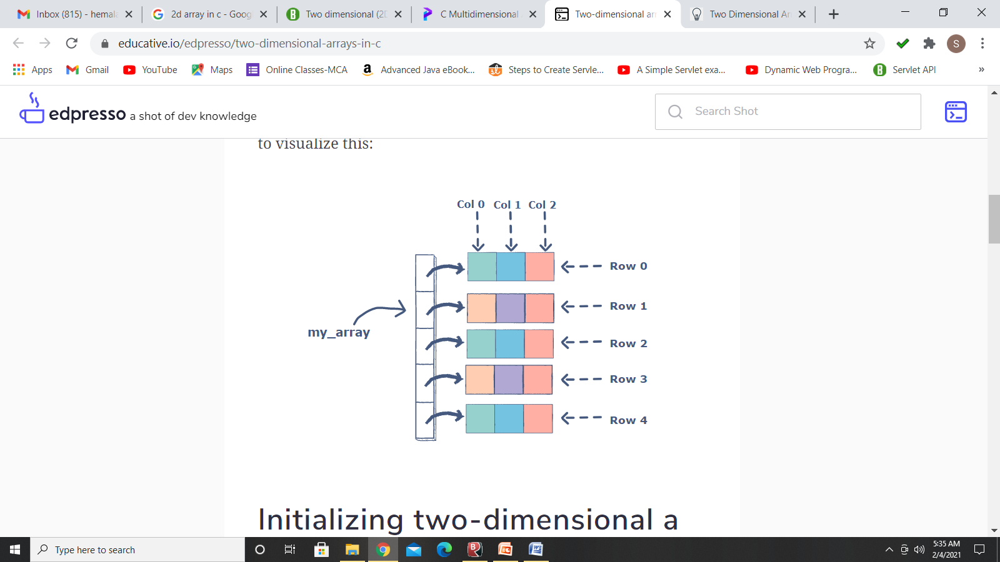 Inbox (815) - hemala
2d array in c - Goog
Two dimensional (2D
C Multidimensional
Two-dimensional arr
Two Dimensional Arr
educative.io/edpresso/two-dimensional-arrays-in-c
S
Apps
Gmail
YouTube
Maps
Online Classes-MCA
Advanced Java eBook...
Steps to Create Servle...
A Simple Servlet exa...
Dynamic Web Progra...
Servlet API
»
edpresso a shot of dev knowledge
Search Shot
to visualize this:
Col 0 Col 1 Col 2
Row 0
Row 1
my_array
Row 2
Row 3
Row 4
Initializing two-dimensional a
Type here to search
5:35 AM
2/4/2021